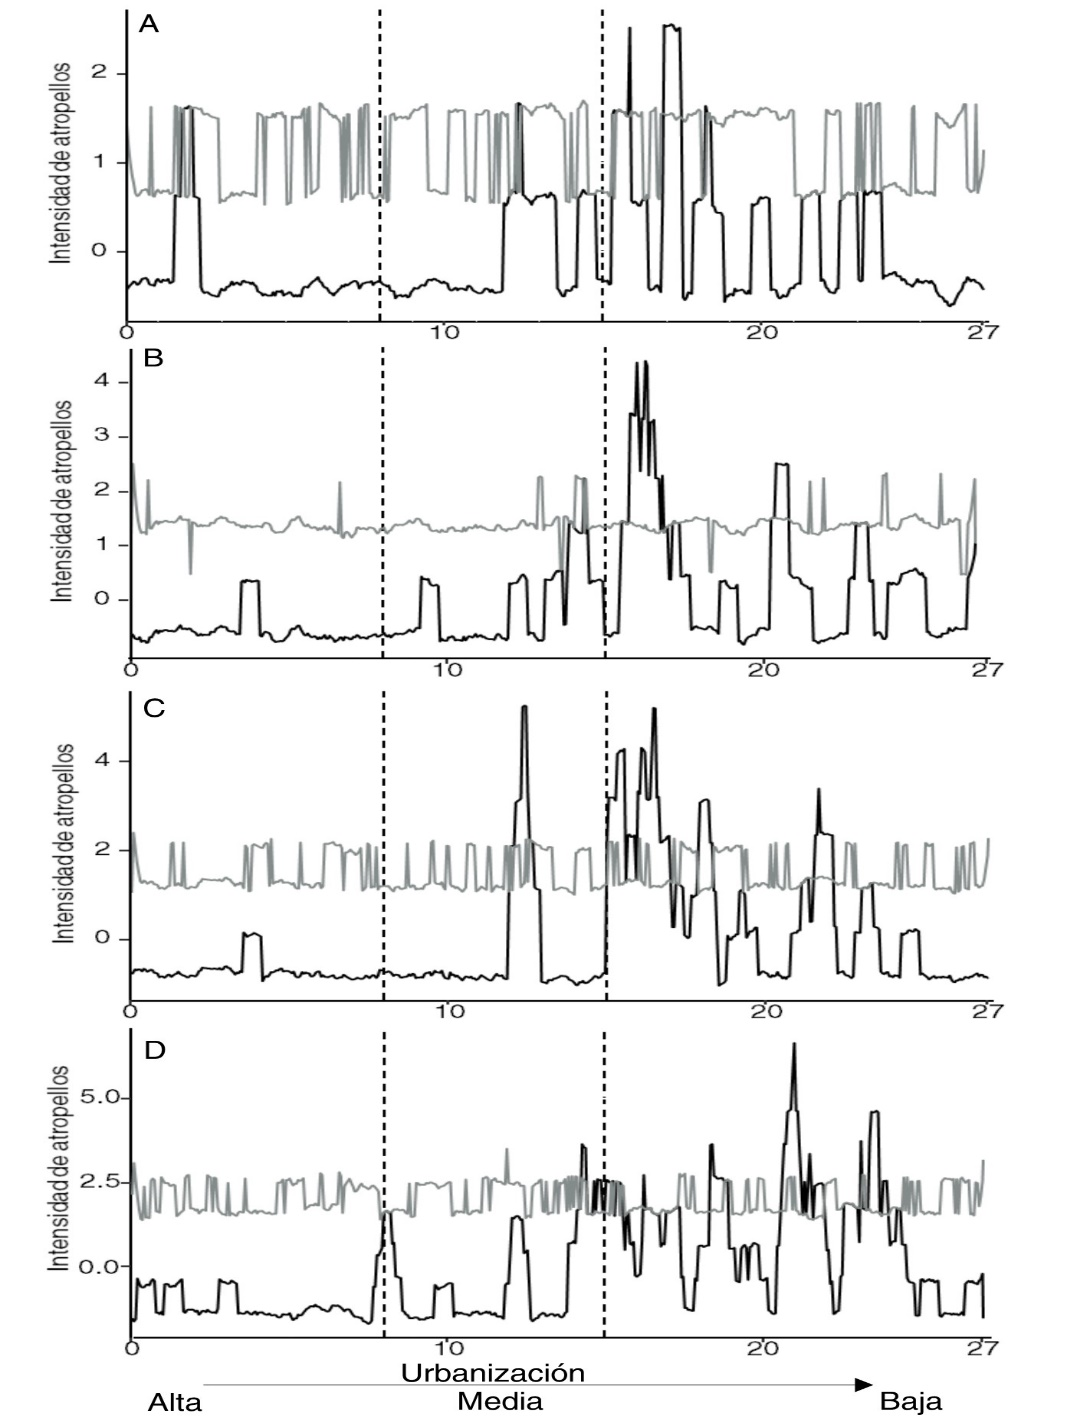 A
Intensidad de atropellos
2
1
0
0 10 20 27
B
Intensidad de atropellos
4
3
2
1
0
0 10 20 27
C
Intensidad de atropellos
4
2
0
0 10 20 27
D
Intensidad de atropellos
5.0
2.5
0.0
0 10 20 27
Urbanización
Alta Media Baja